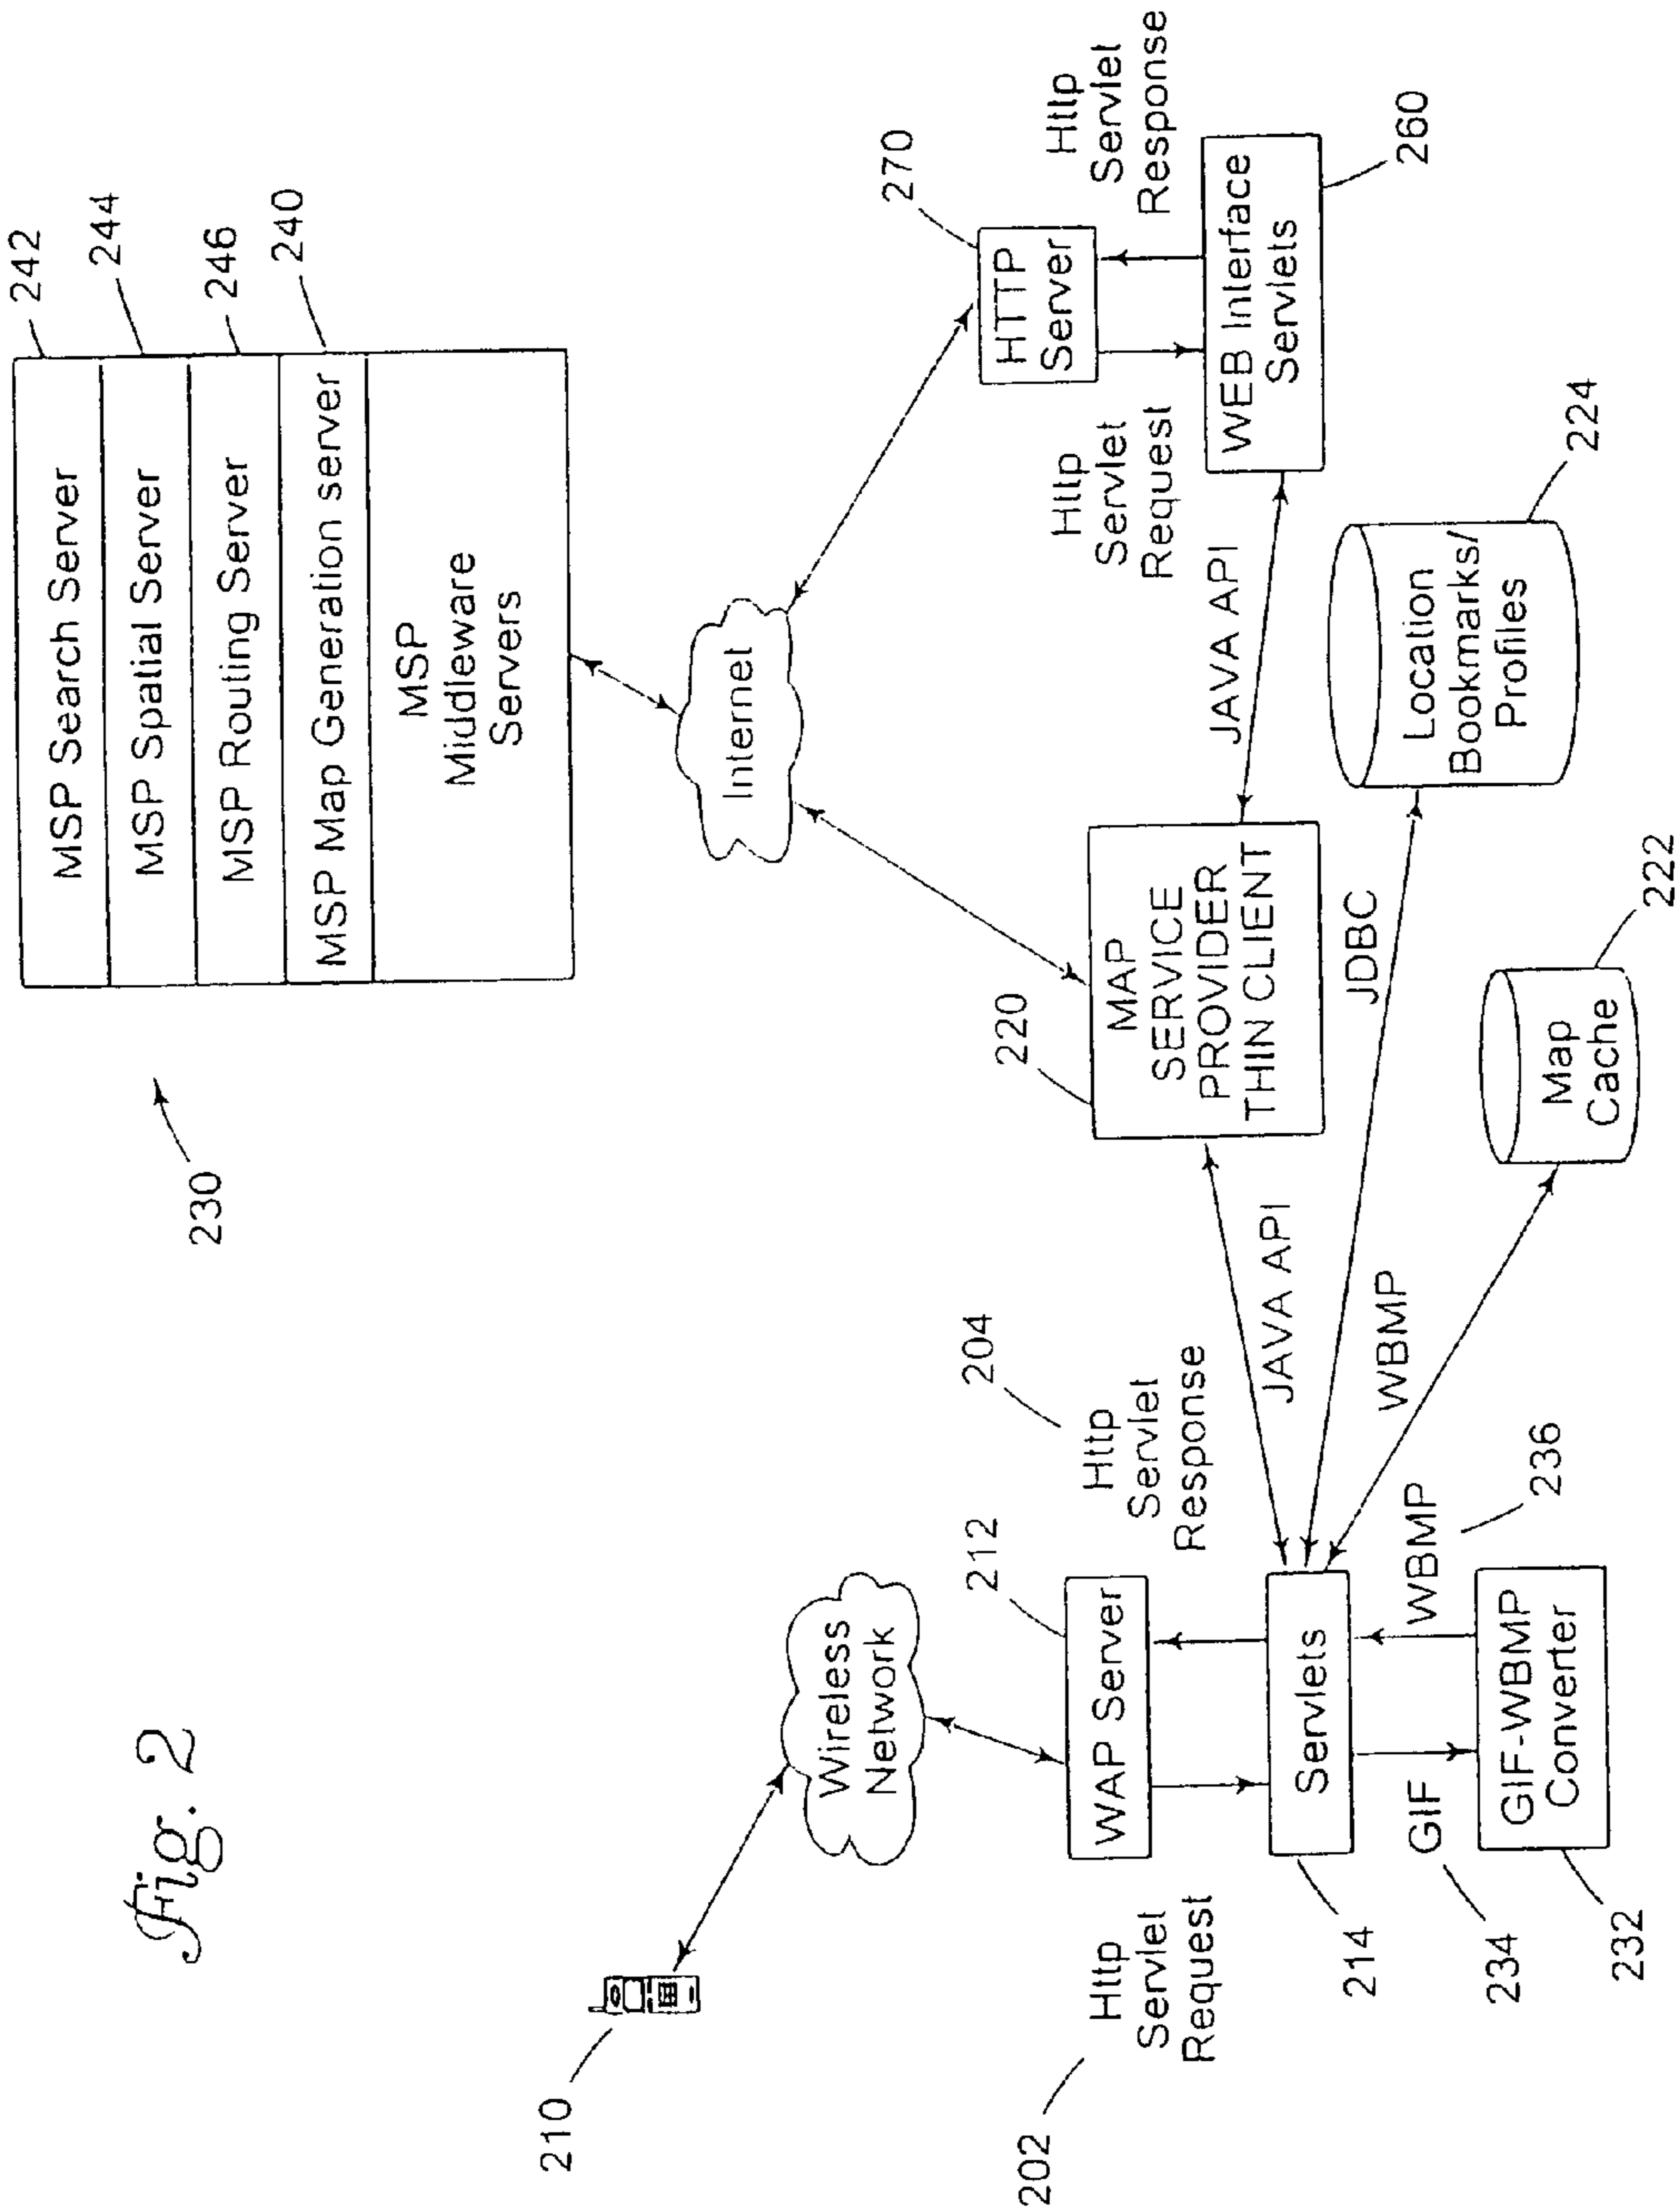 Fig. 2
230
MSP Search Server
242
MSP Spatial Server
244
MSP Routing Server
246
MSP Map Generation server
240
MSP
Middleware
Servers
210
Wireless
Network
Internet
202
Http
Servlet
Request
WAP Server
212
Http
Servlet
Response
204
220
MAP
SERVICE
PROVIDER
THIN CLIENT
HTTP
Server
270
Http
Servlet
Request
Http
Servlet
Response
JAVA API
JAVA API
WEB Interface
Servlets
260
214
Servlets
JDBC
WBMP
Location
Bookmarks/
Profiles
224
234
GIF
WBMP
236
232
GIF-WBMP
Converter
Map
Cache
222